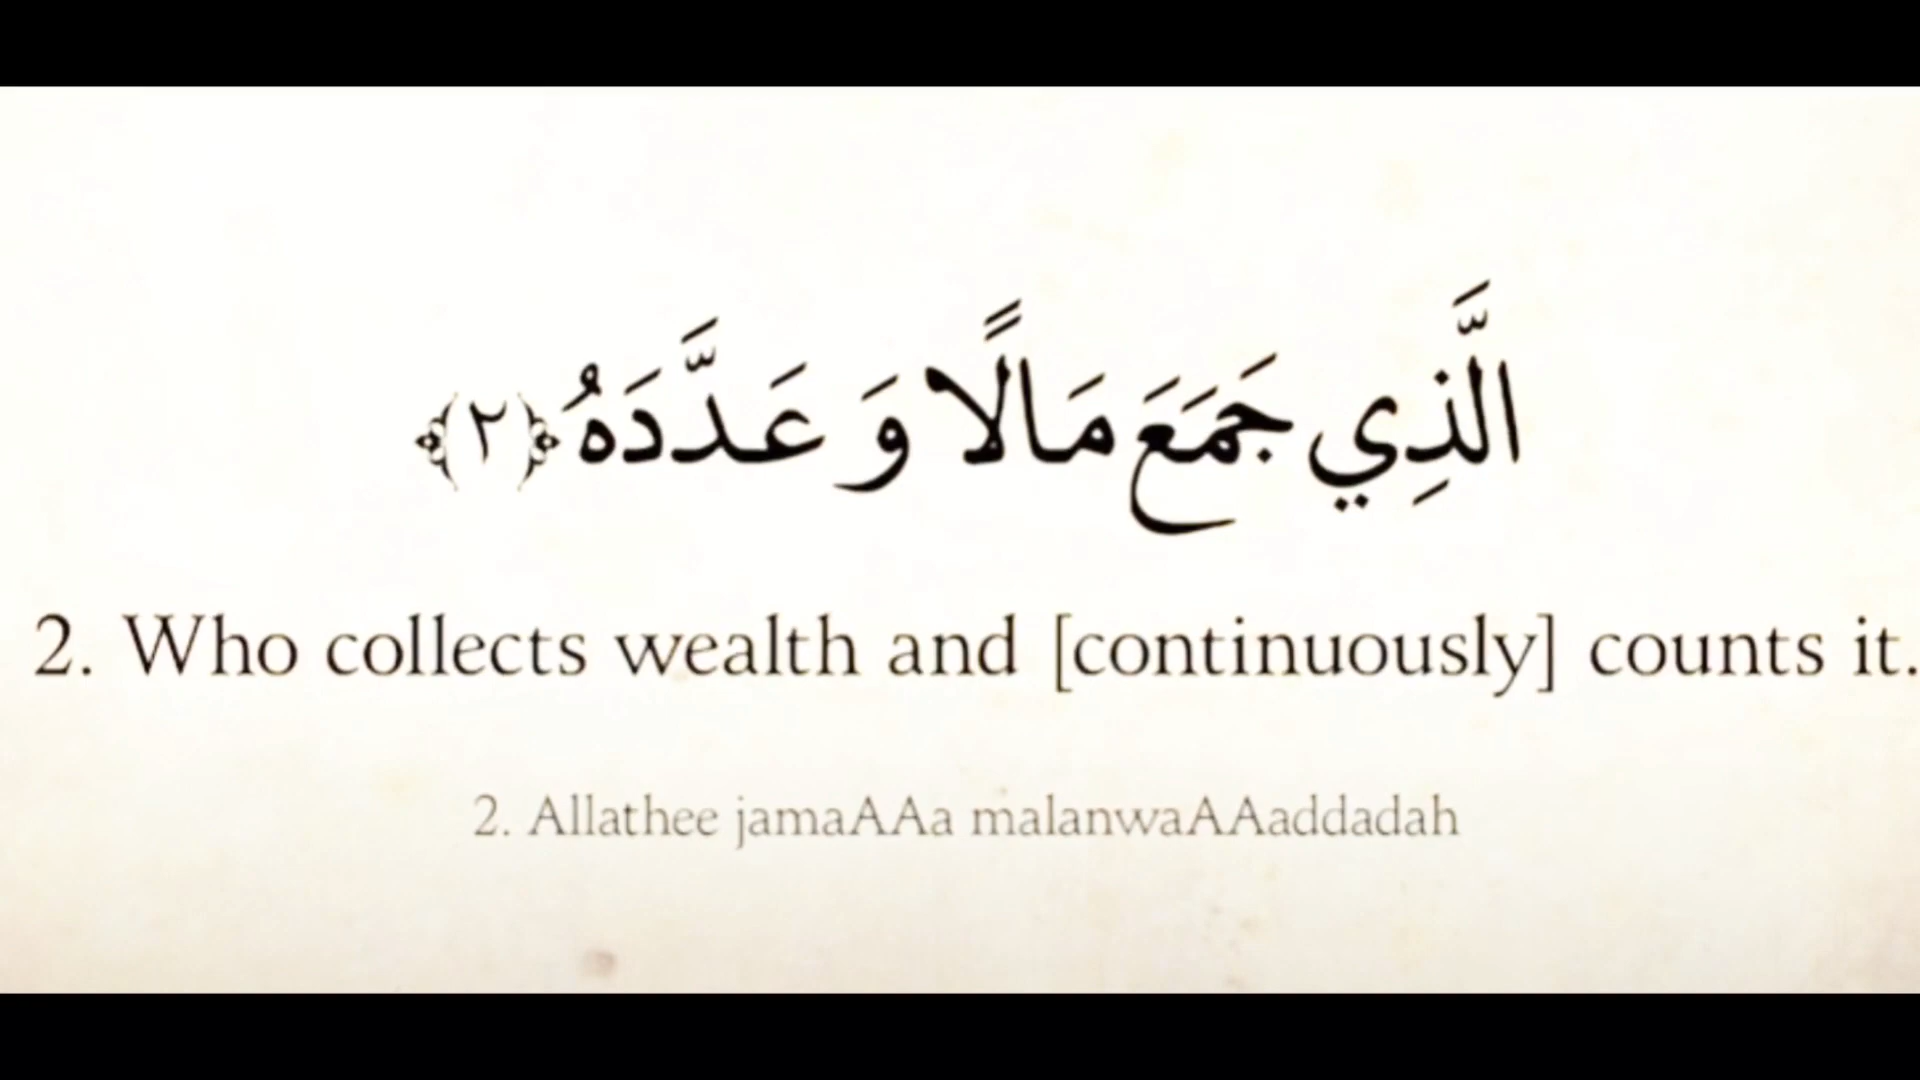 الَّذِي جَمَعَ مَالًا وَ عَدَّدَهُ ﴿٢﴾
2. Who collects wealth and [continuously] counts it.
2. Allathee jamaAAa malanwaAAaddadah